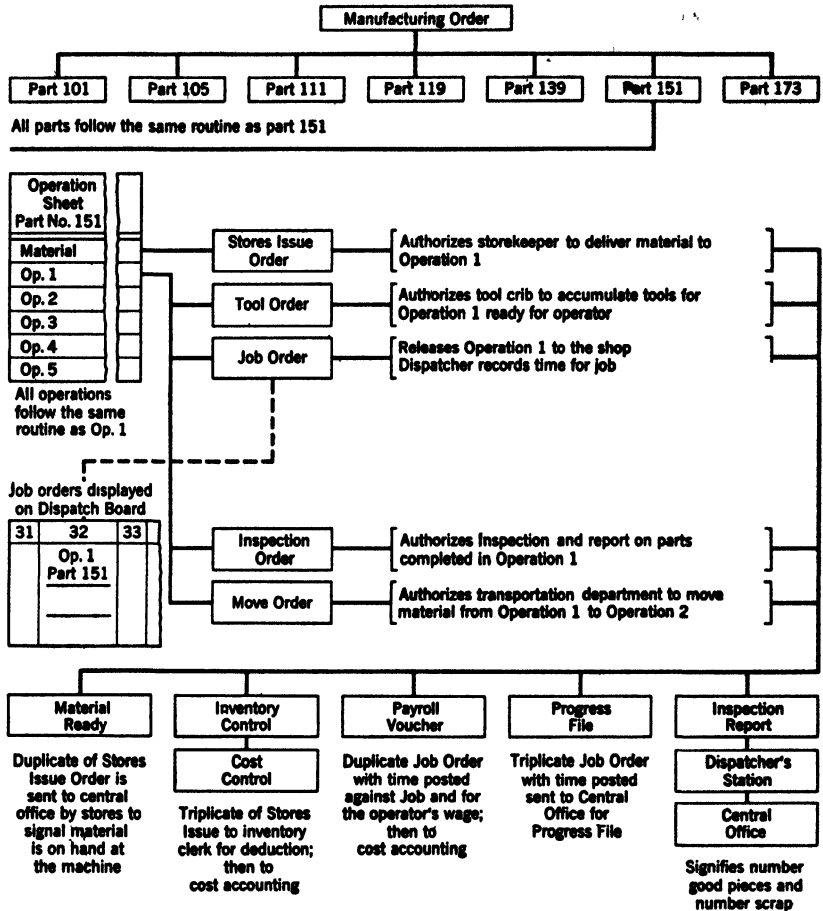 Manufacturing Order
Part 101
Part 105
Part 111
Part 119
Part 139
Part 151
Part 173
All parts follow the same routine as part 151
Operation
Sheet
Part No. 151
Material
Op. 1
Op. 2
Op. 3
Op. 4
Op. 5
All operations
follow the same
routine as Op. 1
Stores Issue
Order
Authorizes storekeeper to deliver material to
Operation 1
Tool Order
Authorizes tool crib to accumulate tools for
Operation 1 ready for operator
Job Order
Releases Operation 1 to the shop
Dispatcher records time for job
Job orders displayed
on Dispatch Board
31 32 33
Op. 1
Part 151
Inspection
Order
Authorizes Inspection and report on parts
completed in Operation 1
Move Order
Authorizes transportation department to move
material from Operation 1 to Operation 2
Material
Ready
Duplicate of Stores
Issue Order is
sent to central
office by stores to
signal material
is on hand at
the machine
Inventory
Control
Cost
Control
Triplicate of Stores
Issue to inventory
clerk for deduction;
then to
cost accounting
Payroll
Voucher
Duplicate Job Order
with time posted
against Job and for
the operator's wage;
then to
cost accounting
Progress
File
Triplicate Job Order
with time posted
sent to Central
Office for
Progress File
Inspection
Report
Dispatcher's
Station
Central
Office
Signifies number
good pieces and
number scrap